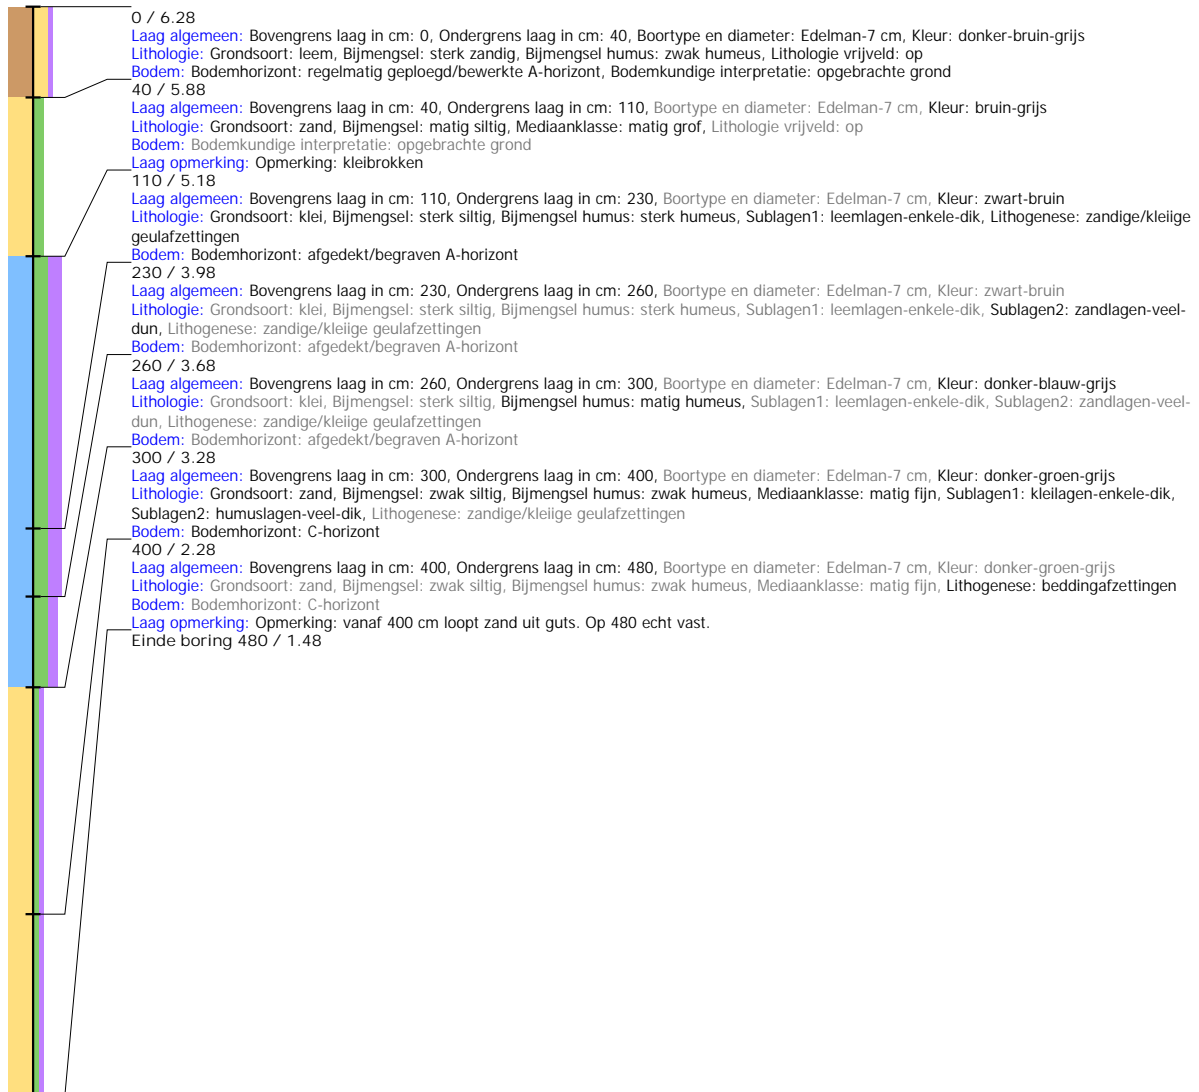 0 / 6.28
Laag algemeen: Bovengrens laag in cm: 0, Ondergrens laag in cm: 40, Boortype en diameter: Edelman-7 cm, Kleur: donker-bruin-grijs
Lithologie: Grondsoort: leem, Bijmengsel: sterk zandig, Bijmengsel humus: zwak humeus, Lithologie vrijveld: op
Bodem: Bodemhorizont: regelmatig geploegd/bewerkte A-horizont, Bodemkundige interpretatie: opgebrachte grond
40 / 5.88
Laag algemeen: Bovengrens laag in cm: 40, Ondergrens laag in cm: 110, Boortype en diameter: Edelman-7 cm, Kleur: bruin-grijs
Lithologie: Grondsoort: zand, Bijmengsel: matig siltig, Mediaanklasse: matig grof, Lithologie vrijveld: op
Bodem: Bodemkundige interpretatie: opgebrachte grond
Laag opmerking: Opmerking: kleibrokken
110 / 5.18
Laag algemeen: Bovengrens laag in cm: 110, Ondergrens laag in cm: 230, Boortype en diameter: Edelman-7 cm, Kleur: zwart-bruin
Lithologie: Grondsoort: klei, Bijmengsel: sterk siltig, Bijmengsel humus: sterk humeus, Sublagen1: leemlagen-enkele-dik, Lithogenese: zandige/kleiige
geulafzettingen
Bodem: Bodemhorizont: afgedekt/begraven A-horizont
230 / 3.98
Laag algemeen: Bovengrens laag in cm: 230, Ondergrens laag in cm: 260, Boortype en diameter: Edelman-7 cm, Kleur: zwart-bruin
Lithologie: Grondsoort: klei, Bijmengsel: sterk siltig, Bijmengsel humus: sterk humeus, Sublagen1: leemlagen-enkele-dik, Sublagen2: zandlagen-veel-
dun, Lithogenese: zandige/kleiige geulafzettingen
Bodem: Bodemhorizont: afgedekt/begraven A-horizont
260 / 3.68
Laag algemeen: Bovengrens laag in cm: 260, Ondergrens laag in cm: 300, Boortype en diameter: Edelman-7 cm, Kleur: donker-blauw-grijs
Lithologie: Grondsoort: klei, Bijmengsel: sterk siltig, Bijmengsel humus: matig humeus, Sublagen1: leemlagen-enkele-dik, Sublagen2: zandlagen-veel-
dun, Lithogenese: zandige/kleiige geulafzettingen
Bodem: Bodemhorizont: afgedekt/begraven A-horizont
300 / 3.28
Laag algemeen: Bovengrens laag in cm: 300, Ondergrens laag in cm: 400, Boortype en diameter: Edelman-7 cm, Kleur: donker-groen-grijs
Lithologie: Grondsoort: zand, Bijmengsel: zwak siltig, Bijmengsel humus: zwak humeus, Mediaanklasse: matig fijn, Sublagen1: kleilagen-enkele-dik,
Sublagen2: humuslagen-veel-dik, Lithogenese: zandige/kleiige geulafzettingen
Bodem: Bodemhorizont: C-horizont
400 / 2.28
Laag algemeen: Bovengrens laag in cm: 400, Ondergrens laag in cm: 480, Boortype en diameter: Edelman-7 cm, Kleur: donker-groen-grijs
Lithologie: Grondsoort: zand, Bijmengsel: zwak siltig, Bijmengsel humus: zwak humeus, Mediaanklasse: matig fijn, Lithogenese: beddingafzettingen
Bodem: Bodemhorizont: C-horizont
Laag opmerking: Opmerking: vanaf 400 cm loopt zand uit guts. Op 480 echt vast.
Einde boring 480 / 1.48